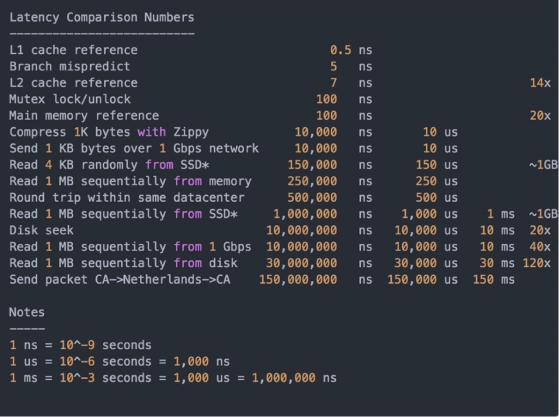 Latency Comparison Numbers
--------------------------
L1 cache reference 0.5 ns
Branch mispredict 5 ns
L2 cache reference 7 ns 14x
Mutex lock/unlock 100 ns
Main memory reference 100 ns 20x
Compress 1K bytes with Zippy 10,000 ns 10 us
Send 1 KB bytes over 1 Gbps network 10,000 ns 10 us
Read 4 KB randomly from SSD* 150,000 ns 150 us ~1GB
Read 1 MB sequentially from memory 250,000 ns 250 us
Round trip within same datacenter 500,000 ns 500 us
Read 1 MB sequentially from SSD* 1,000,000 ns 1,000 us 1 ms ~1GB
Disk seek 10,000,000 ns 10,000 us 10 ms 20x
Read 1 MB sequentially from 1 Gbps 10,000,000 ns 10,000 us 10 ms 40x
Read 1 MB sequentially from disk 30,000,000 ns 30,000 us 30 ms 120x
Send packet CA->Netherlands->CA 150,000,000 ns 150,000 us 150 ms
Notes
-----
1 ns = 10^-9 seconds
1 us = 10^-6 seconds = 1,000 ns
1 ms = 10^-3 seconds = 1,000 us = 1,000,000 ns